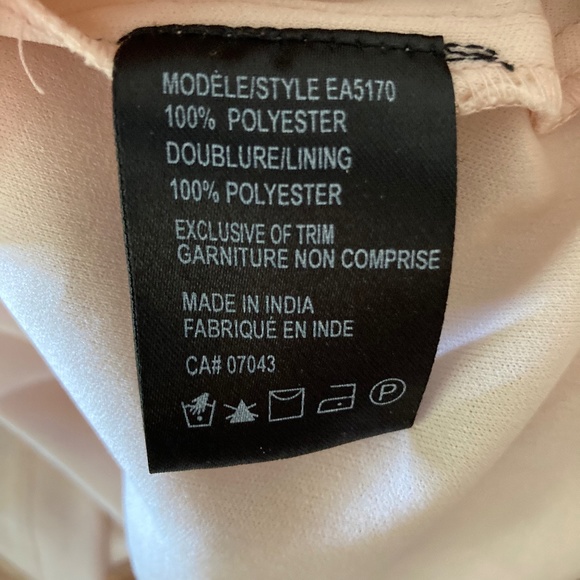 MODÈLE/STYLE EA5170
100% POLYESTER
DOUBLURE/LINING
100% POLYESTER
EXCLUSIVE OF TRIM
GARNITURE NON COMPRISE
MADE IN INDIA
FABRIQUÉ EN INDE
CA# 07043
P